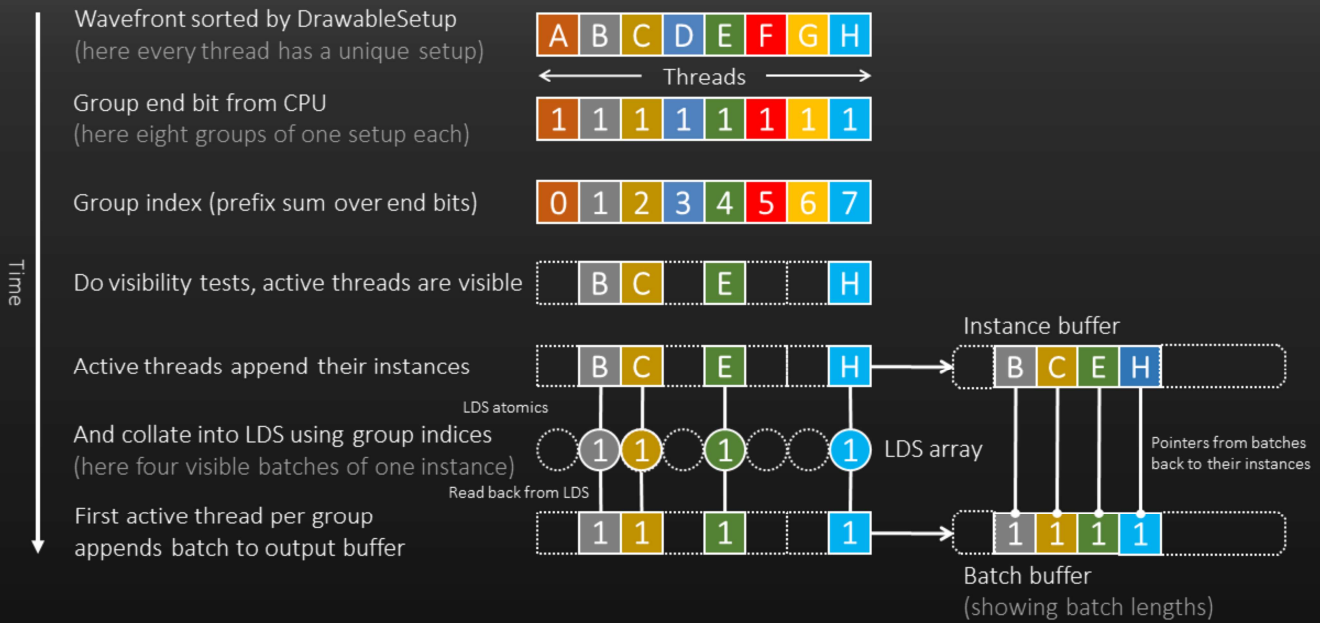 Time
Wavefront sorted by DrawableSetup
(here every thread has a unique setup)
A B C D E F G H
Threads
Group end bit from CPU
(here eight groups of one setup each)
1 1 1 1 1 1 1 1
Group index (prefix sum over end bits)
0 1 2 3 4 5 6 7
Do visibility tests, active threads are visible
B C E H
Instance buffer
Active threads append their instances
B C E H
B C E H
LDS atomics
And collate into LDS using group indices
(here four visible batches of one instance)
1 1 1 1
LDS array
Pointers from batches
back to their instances
Read back from LDS
First active thread per group
appends batch to output buffer
1 1 1 1
1 1 1 1
Batch buffer
(showing batch lengths)